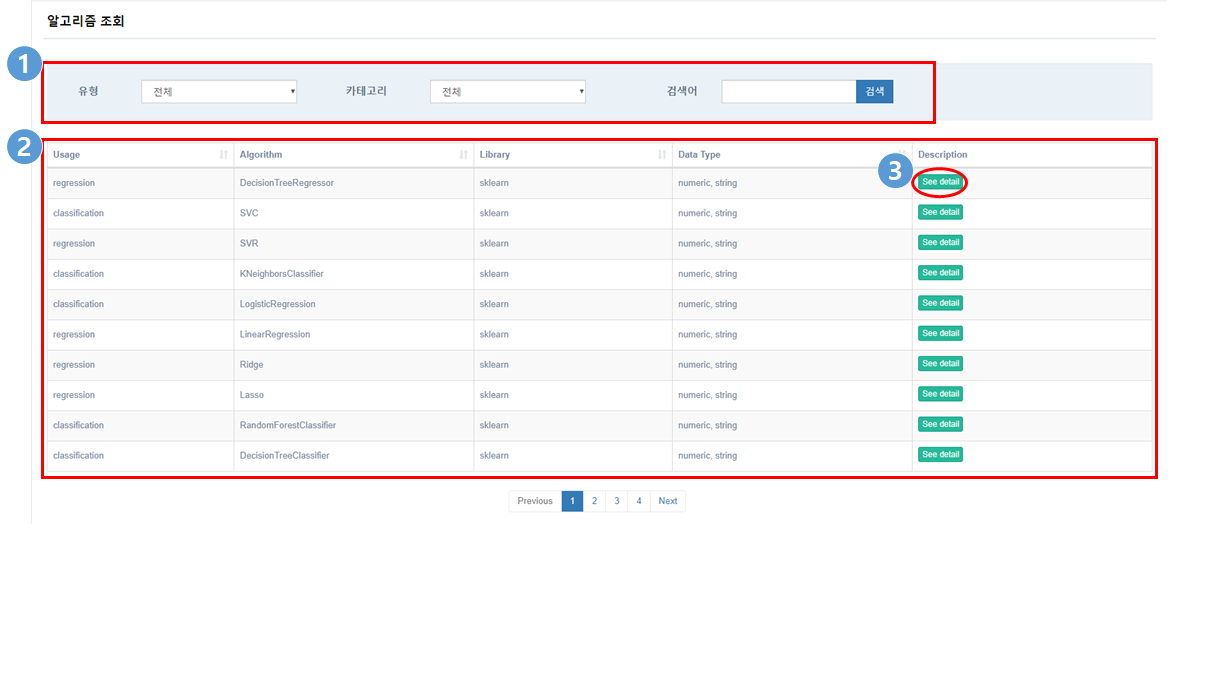 알고리즘 조회
1
유형 전체 카테고리 전체 검색어 검색
2
Usage Algorithm Library Data Type Description
3
regression DecisionTreeRegressor sklearn numeric, string See detail
classification SVC sklearn numeric, string See detail
regression SVR sklearn numeric, string See detail
classification KNeighborsClassifier sklearn numeric, string See detail
classification LogisticRegression sklearn numeric, string See detail
regression LinearRegression sklearn numeric, string See detail
regression Ridge sklearn numeric, string See detail
regression Lasso sklearn numeric, string See detail
classification RandomForestClassifier sklearn numeric, string See detail
classification DecisionTreeClassifier sklearn numeric, string See detail
Previous 1 2 3 4 Next